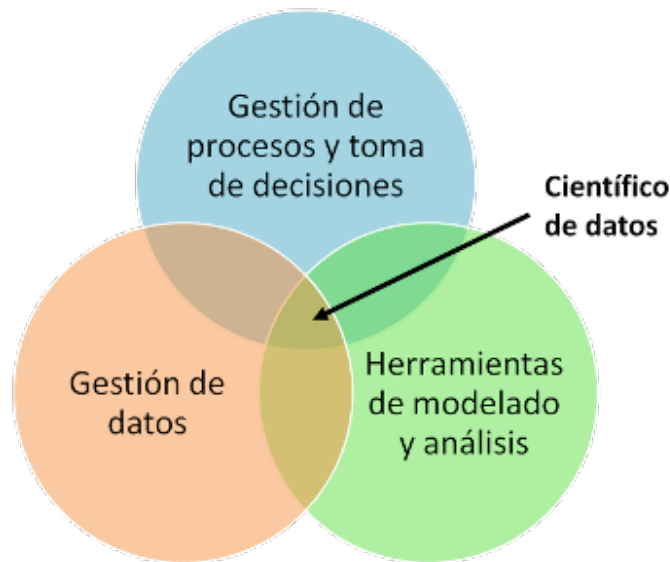 Gestión de
procesos y toma
de decisiones
Científico
de datos
Gestión de
datos
Herramientas
de modelado
y análisis